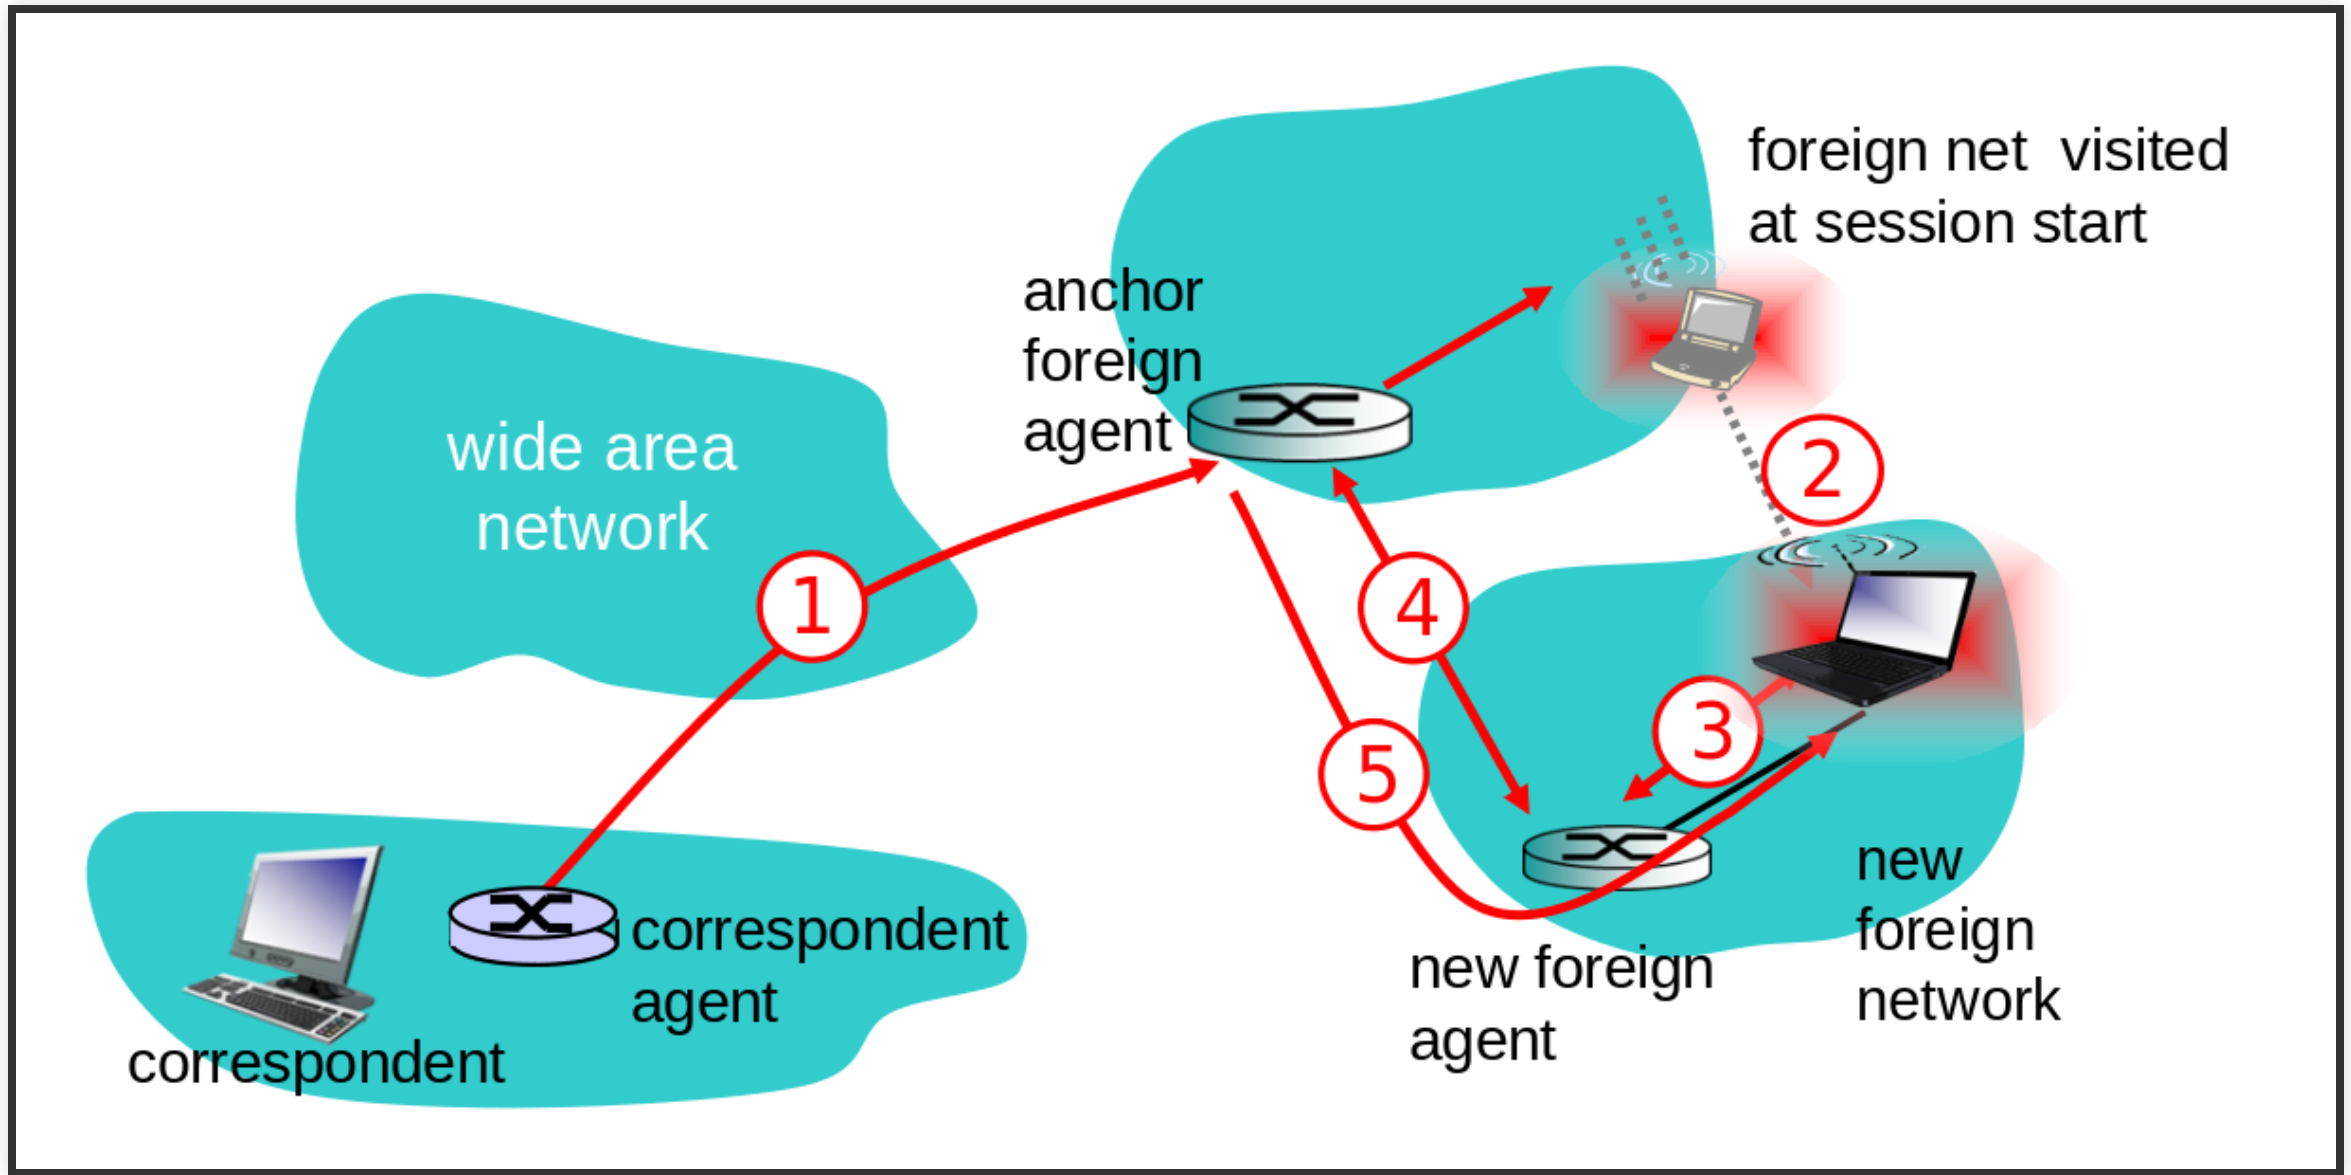 foreign net  visited
at session start
anchor
foreign
agent
wide area
network
2
1
4
3
5
correspondent
agent
correspondent
new foreign
agent
new
foreign
network